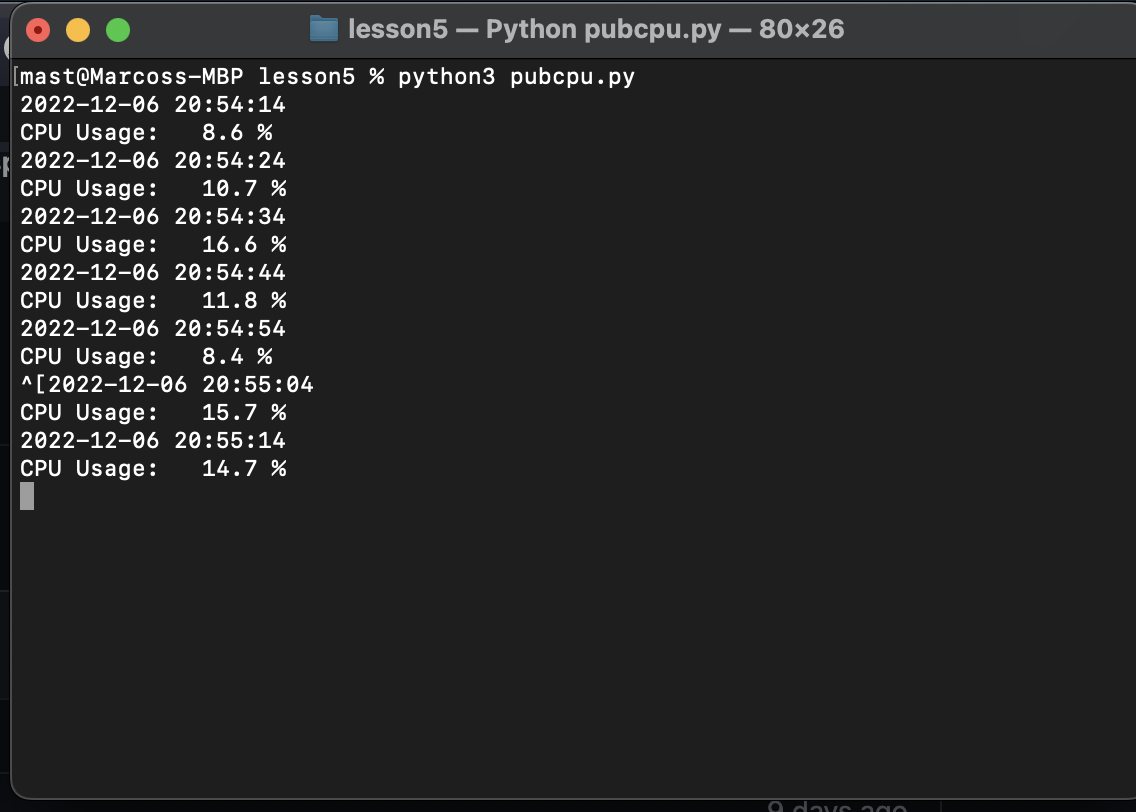 lesson5 — Python pubcpu.py — 80×26
[mast@Marcoss-MBP lesson5 % python3 pubcpu.py
2022-12-06 20:54:14
CPU Usage:   8.6 %
2022-12-06 20:54:24
CPU Usage:   10.7 %
2022-12-06 20:54:34
CPU Usage:   16.6 %
2022-12-06 20:54:44
CPU Usage:   11.8 %
2022-12-06 20:54:54
CPU Usage:   8.4 %
^[2022-12-06 20:55:04
CPU Usage:   15.7 %
2022-12-06 20:55:14
CPU Usage:   14.7 %
9 days ago